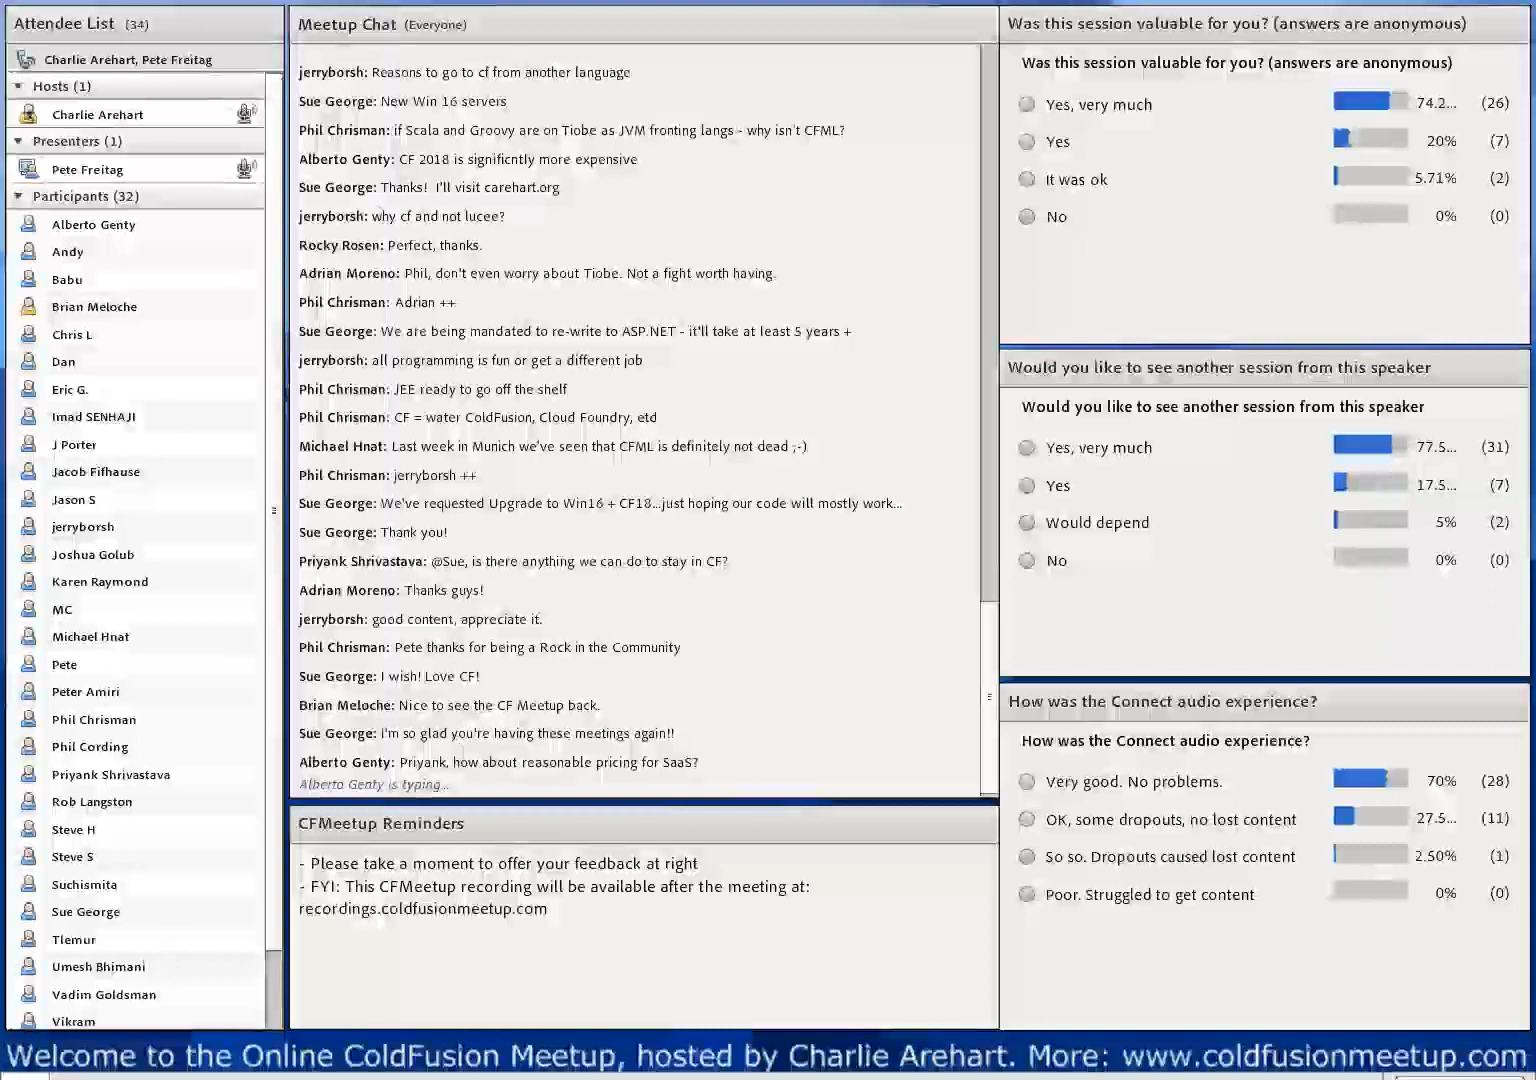 Attendee List (34)
Charlie Arehart, Pete Freitag
Hosts (1)
Charlie Arehart
Presenters (1)
Pete Freitag
Participants (32)
Alberto Genty
Andy
Babu
Brian Meloche
Chris L
Dan
Eric G.
Imad SENHAJI
J Porter
Jacob Fifhause
Jason S
jerryborsh
Joshua Golub
Karen Raymond
MC
Michael Hnat
Pete
Peter Amiri
Phil Chrisman
Phil Cording
Priyank Shrivastava
Rob Langston
Steve H
Steve S
Suchismita
Sue George
Tlemur
Umesh Bhimani
Vadim Goldsman
Vikram
Meetup Chat (Everyone)
jerryborsh: Reasons to go to cf from another language
Sue George: New Win 16 servers
Phil Chrisman: if Scala and Groovy are on Tiobe as JVM fronting langs - why isn't CFML?
Alberto Genty: CF 2018 is significntly more expensive
Sue George: Thanks! I'll visit carehart.org
jerryborsh: why cf and not lucee?
Rocky Rosen: Perfect, thanks.
Adrian Moreno: Phil, don't even worry about Tiobe. Not a fight worth having.
Phil Chrisman: Adrian ++
Sue George: We are being mandated to re-write to ASP.NET - it'll take at least 5 years +
jerryborsh: all programming is fun or get a different job
Phil Chrisman: JEE ready to go off the shelf
Phil Chrisman: CF = water ColdFusion, Cloud Foundry, etd
Michael Hnat: Last week in Munich we've seen that CFML is definitely not dead ;-)
Phil Chrisman: jerryborsh ++
Sue George: We've requested Upgrade to Win16 + CF18...just hoping our code will mostly work...
Sue George: Thank you!
Priyank Shrivastava: @Sue, is there anything we can do to stay in CF?
Adrian Moreno: Thanks guys!
jerryborsh: good content, appreciate it.
Phil Chrisman: Pete thanks for being a Rock in the Community
Sue George: I wish! Love CF!
Brian Meloche: Nice to see the CF Meetup back.
Sue George: I'm so glad you're having these meetings again!!
Alberto Genty: Priyank, how about reasonable pricing for SaaS?
Alberto Genty is typing...
CFMeetup Reminders
- Please take a moment to offer your feedback at right
- FYI: This CFMeetup recording will be available after the meeting at:
recordings.coldfusionmeetup.com
Was this session valuable for you? (answers are anonymous)
Was this session valuable for you? (answers are anonymous)
Yes, very much 74.2... (26)
Yes 20% (7)
It was ok 5.71% (2)
No 0% (0)
Would you like to see another session from this speaker
Would you like to see another session from this speaker
Yes, very much 77.5... (31)
Yes 17.5... (7)
Would depend 5% (2)
No 0% (0)
How was the Connect audio experience?
How was the Connect audio experience?
Very good. No problems. 70% (28)
OK, some dropouts, no lost content 27.5... (11)
So so. Dropouts caused lost content 2.50% (1)
Poor. Struggled to get content 0% (0)
Welcome to the Online ColdFusion Meetup, hosted by Charlie Arehart. More: www.coldfusionmeetup.com